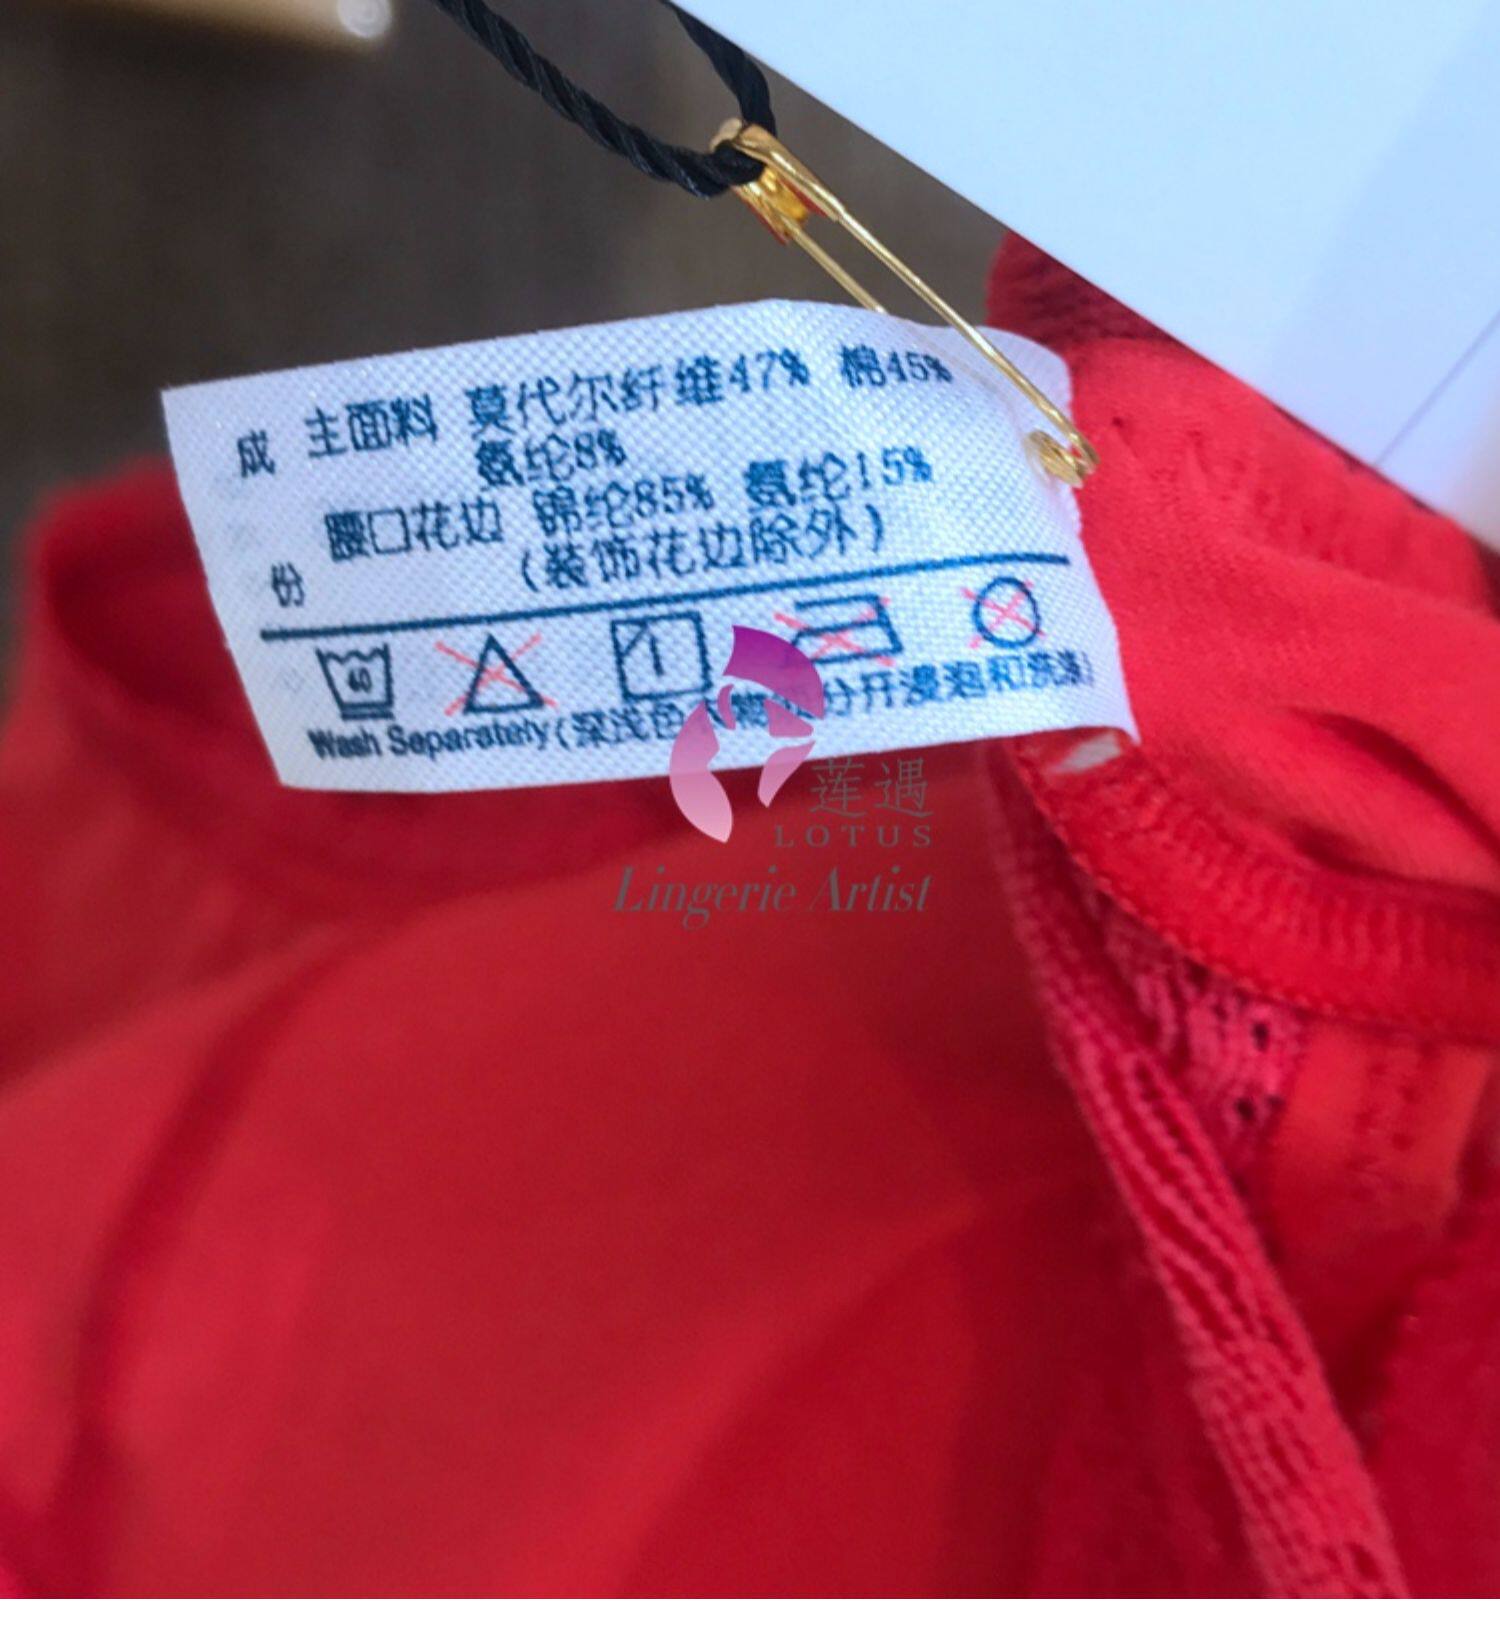 成 主面料 莫代尔纤维47% 棉45%
氨纶8%
腰口花边 锦纶85% 氨纶15%
份 (装饰花边除外)
40
Wash Separately(深浅色衣物 分开浸泡和洗涤)
莲遇
LOTUS
Lingerie Artist